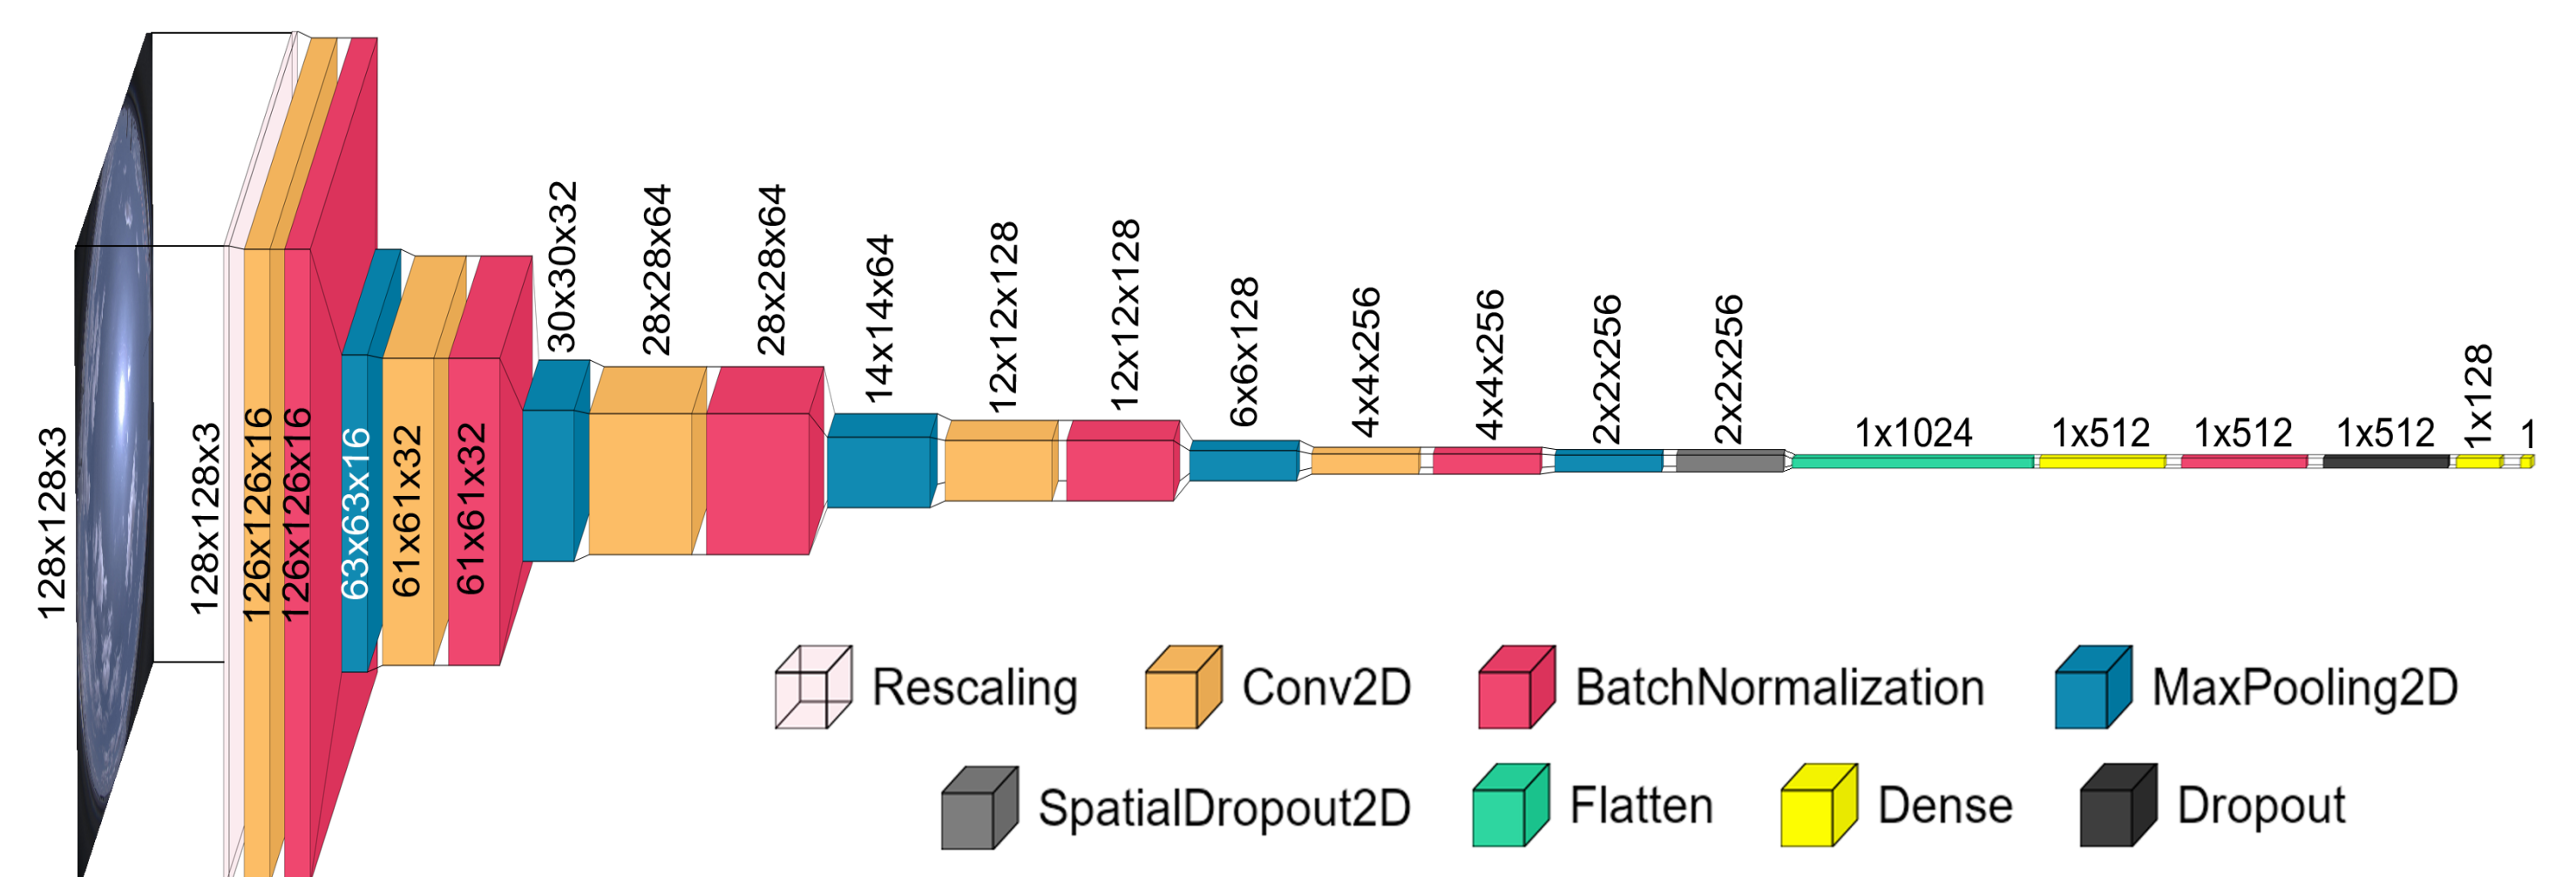 128x128x3
128x128x3
126x126x16
126x126x16
63x63x16
61x61x32
61x61x32
30x30x32
28x28x64
28x28x64
14x14x64
12x12x128
12x12x128
6x6x128
4x4x256
4x4x256
2x2x256
2x2x256
1x1024
1x512
1x512
1x512
1x128
1
Rescaling
Conv2D
BatchNormalization
MaxPooling2D
SpatialDropout2D
Flatten
Dense
Dropout